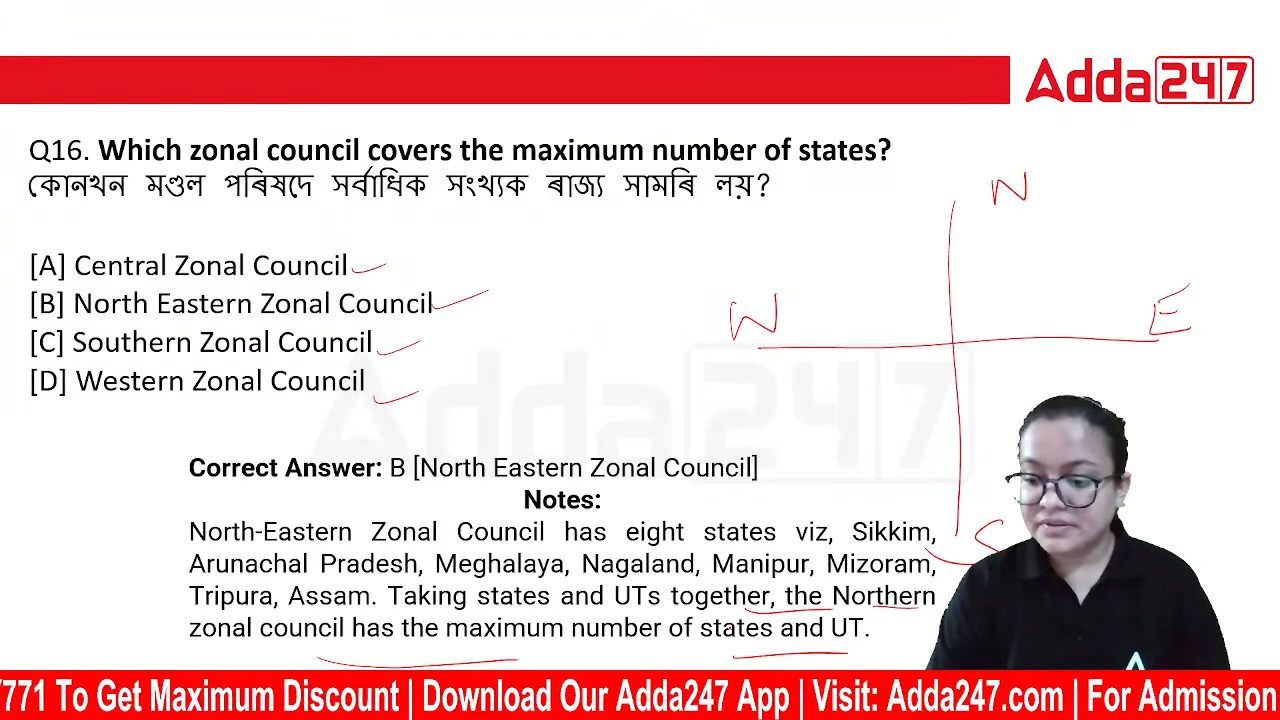 Adda247
Q16. Which zonal council covers the maximum number of states?
কোনখন মণ্ডল পৰিষদে সৰ্বাধিক সংখ্যক ৰাজ্য সামৰি লয়?
N
[A] Central Zonal Council
[B] North Eastern Zonal Council
W
E
[C] Southern Zonal Council
[D] Western Zonal Council
Adda247
Correct Answer: B [North Eastern Zonal Council]
Notes:
North-Eastern Zonal Council has eight states viz, Sikkim,
S
Arunachal Pradesh, Meghalaya, Nagaland, Manipur, Mizoram,
Tripura, Assam. Taking states and UTs together, the Northern
zonal council has the maximum number of states and UT.
771 To Get Maximum Discount | Download Our Adda247 App | Visit: Adda247.com | For Admission